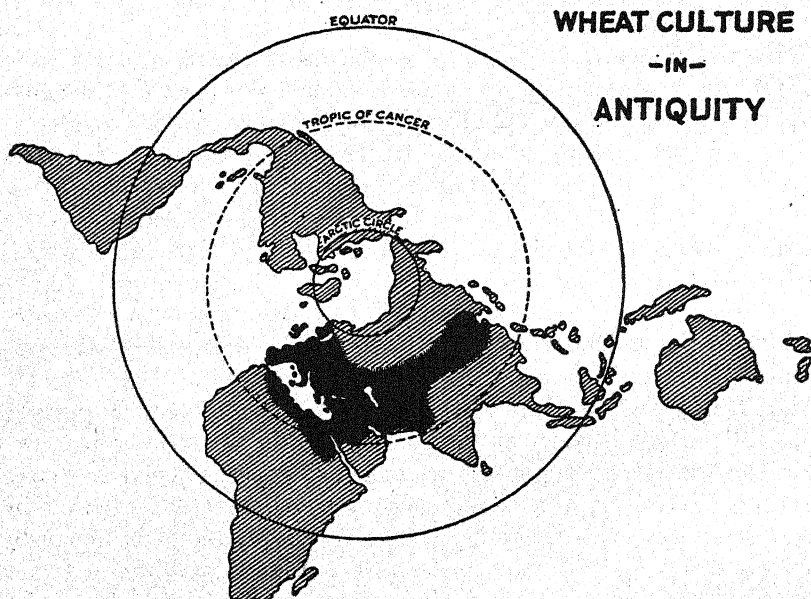 WHEAT CULTURE
-IN-
ANTIQUITY
EQUATOR
TROPIC OF CANCER
ARCTIC CIRCLE